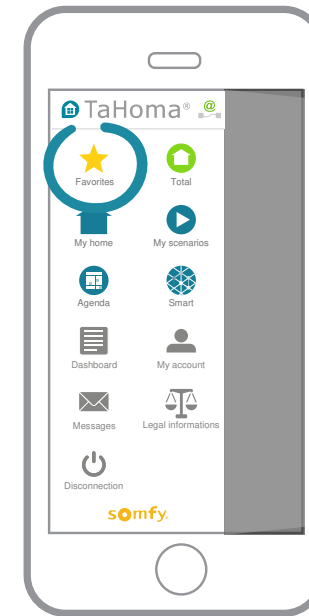 TaHoma® @
Favorites Total
My home My scenarios
Agenda Smart
Dashboard My account
Messages Legal informations
Disconnection
somfy.